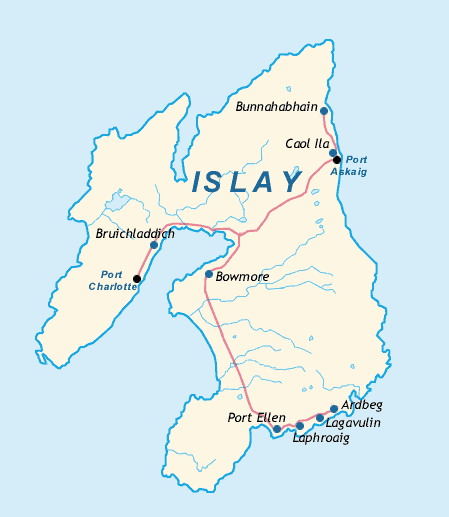 Bunnahabhain
Caol Ila
Port
Askaig
ISLAY
Bruichladdich
Port
Charlotte
Bowmore
Ardbeg
Port Ellen
Lagavulin
Laphroaig